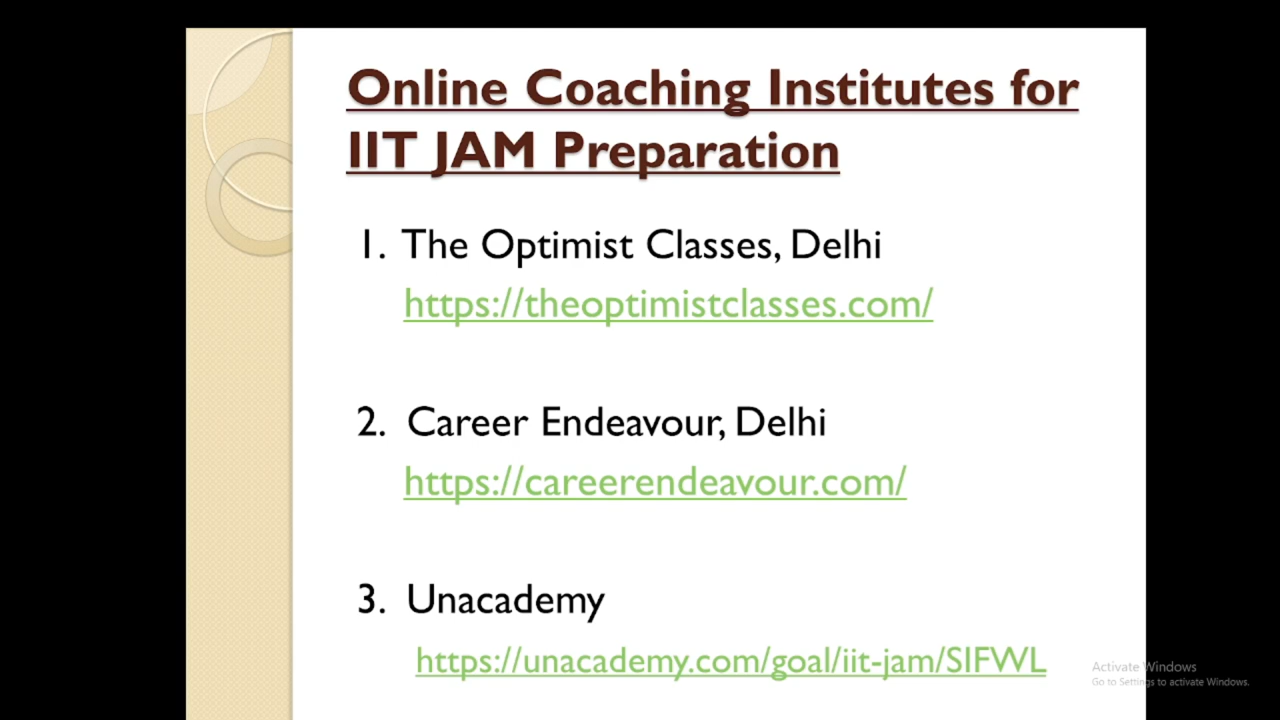 Online Coaching Institutes for
IIT JAM Preparation
1. The Optimist Classes, Delhi
https://theoptimistclasses.com/
2. Career Endeavour, Delhi
https://careerendeavour.com/
3. Unacademy
https://unacademy.com/goal/iit-jam/SIFWL
Activate Windows
Go to Settings to activate Windows.